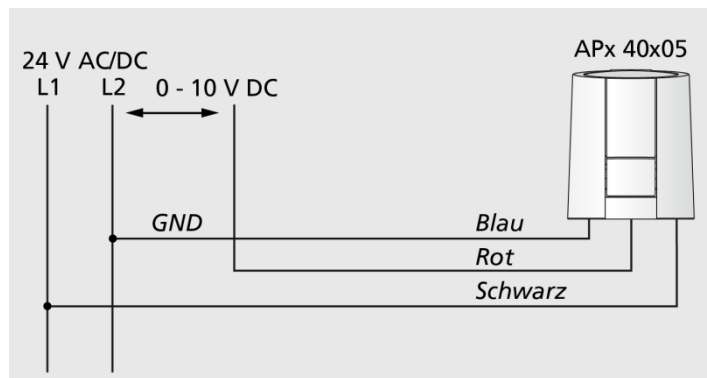 APx 40x05
24 V AC/DC
L1 L2 0 - 10 V DC
GND Blau
Rot
Schwarz